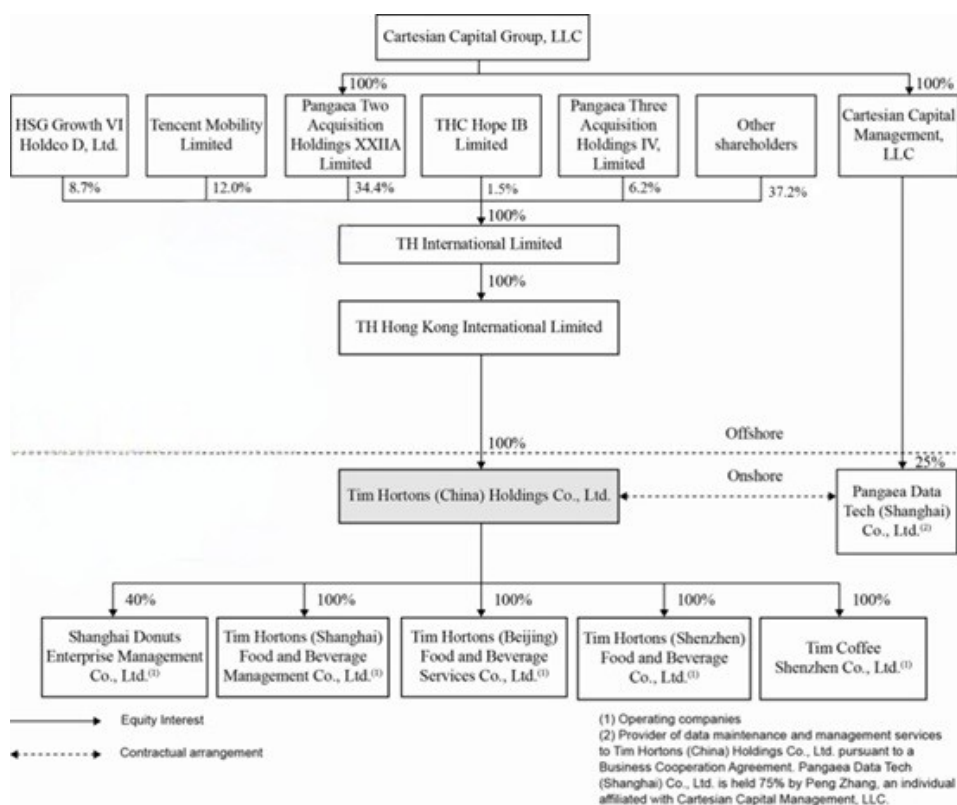 Cartesian Capital Group, LLC
100%
100%
HSG Growth VI
Holdco D, Ltd.
Tencent Mobility
Limited
Pangaea Two
Acquisition
Holdings XXIIA
Limited
THC Hope IB
Limited
Pangaea Three
Acquisition
Holdings IV,
Limited
Other
shareholders
Cartesian Capital
Management,
LLC
8.7%
12.0%
34.4%
1.5%
6.2%
37.2%
100%
TH International Limited
100%
TH Hong Kong International Limited
100%
Offshore
Onshore
25%
Tim Hortons (China) Holdings Co., Ltd.
Pangaea Data
Tech (Shanghai)
Co., Ltd.(2)
40%
100%
100%
100%
100%
Shanghai Donuts
Enterprise Management
Co., Ltd.(1)
Tim Hortons (Shanghai)
Food and Beverage
Management Co., Ltd.(1)
Tim Hortons (Beijing)
Food and Beverage
Services Co., Ltd.(1)
Tim Hortons (Shenzhen)
Food and Beverage
Co., Ltd.(1)
Tim Coffee
Shenzhen Co., Ltd.(1)
Equity Interest
Contractual arrangement
(1) Operating companies
(2) Provider of data maintenance and management services
to Tim Hortons (China) Holdings Co., Ltd. pursuant to a
Business Cooperation Agreement. Pangaea Data Tech
(Shanghai) Co., Ltd. is held 75% by Peng Zhang, an individual
affiliated with Cartesian Capital Management, LLC.